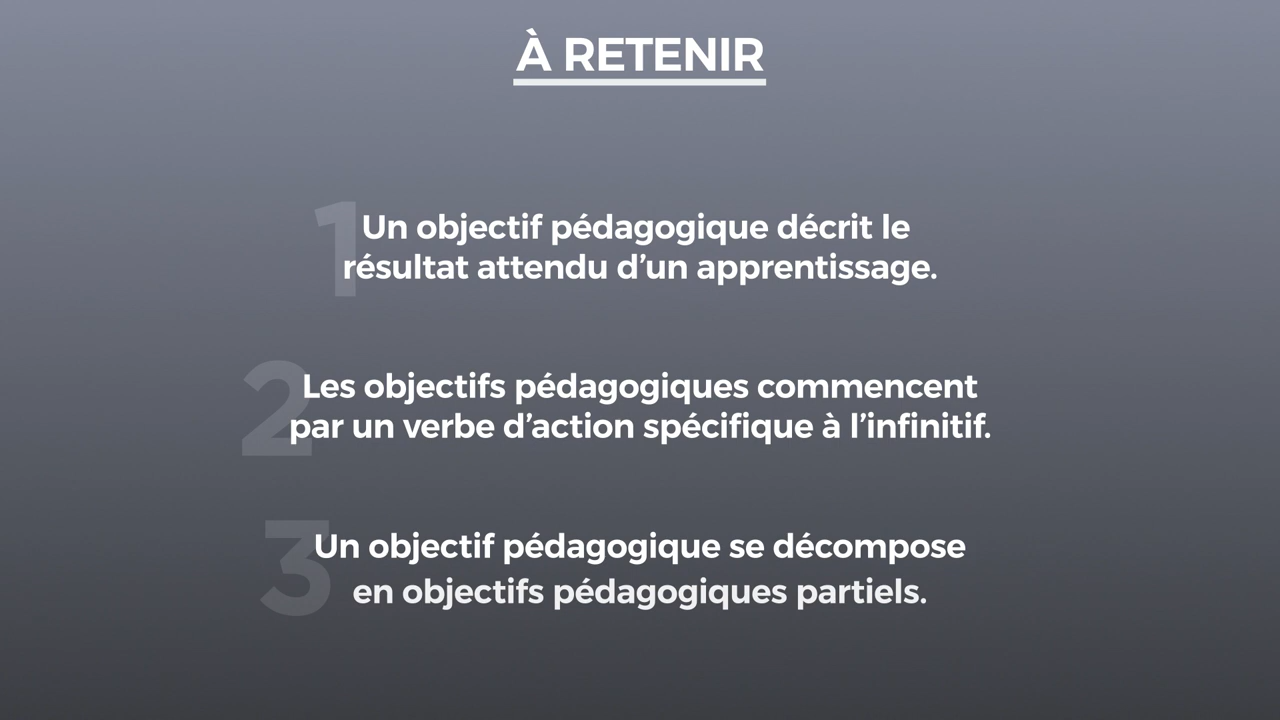 À RETENIR
1
Un objectif pédagogique décrit le
résultat attendu d’un apprentissage.
2
Les objectifs pédagogiques commencent
par un verbe d’action spécifique à l’infinitif.
3
Un objectif pédagogique se décompose
en objectifs pédagogiques partiels.